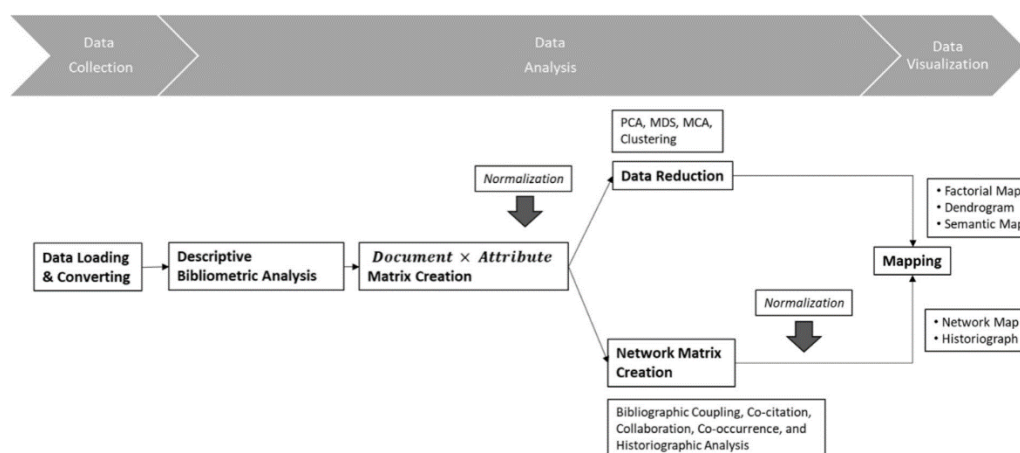 Data
Collection
Data
Analysis
Data
Visualization
PCA, MDS, MCA,
Clustering
Normalization
Data Reduction
• Factorial Map
• Dendrogram
• Semantic Map
Data Loading
& Converting
Descriptive
Bibliometric Analysis
Document × Attribute
Matrix Creation
Mapping
Normalization
• Network Map
• Historiograph
Network Matrix
Creation
Bibliographic Coupling, Co-citation,
Collaboration, Co-occurrence, and
Historiographic Analysis